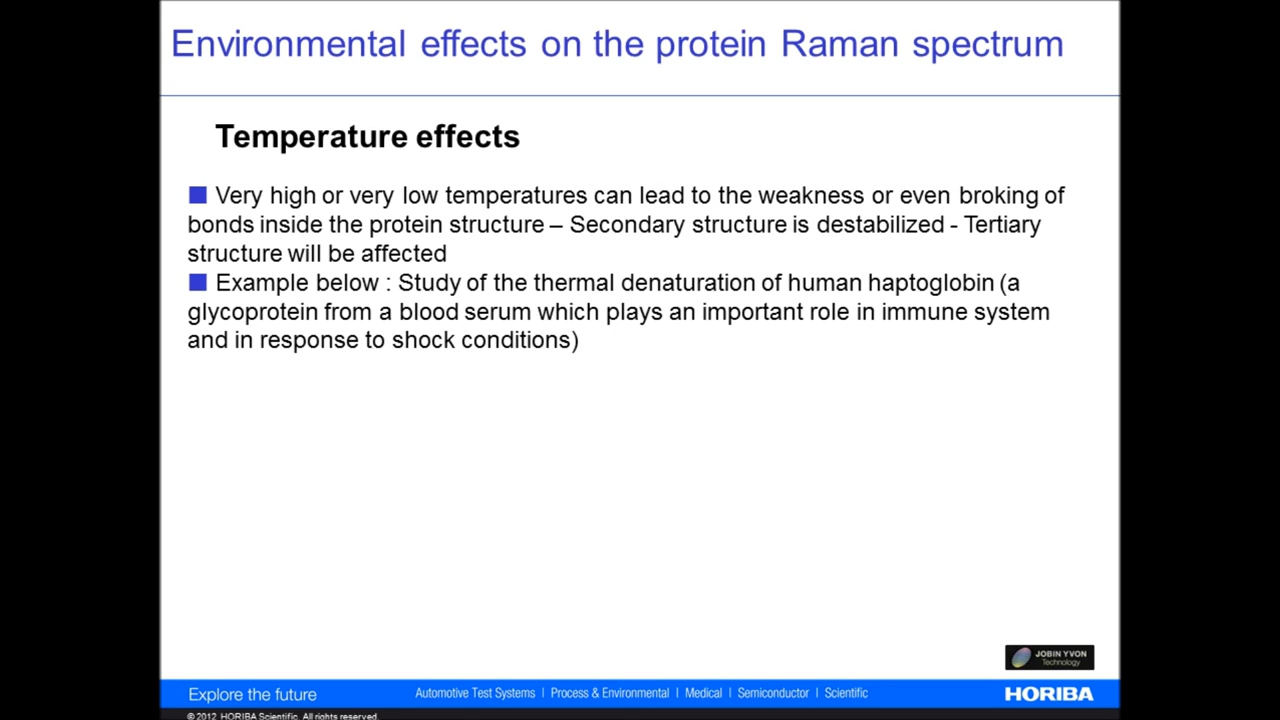 Environmental effects on the protein Raman spectrum
Temperature effects
Very high or very low temperatures can lead to the weakness or even broking of
bonds inside the protein structure – Secondary structure is destabilized - Tertiary
structure will be affected
Example below : Study of the thermal denaturation of human haptoglobin (a
glycoprotein from a blood serum which plays an important role in immune system
and in response to shock conditions)
JOBIN YVON
Technology
Explore the future
Automotive Test Systems | Process & Environmental | Medical | Semiconductor | Scientific
HORIBA
© 2012 HORIBA Scientific. All rights reserved.